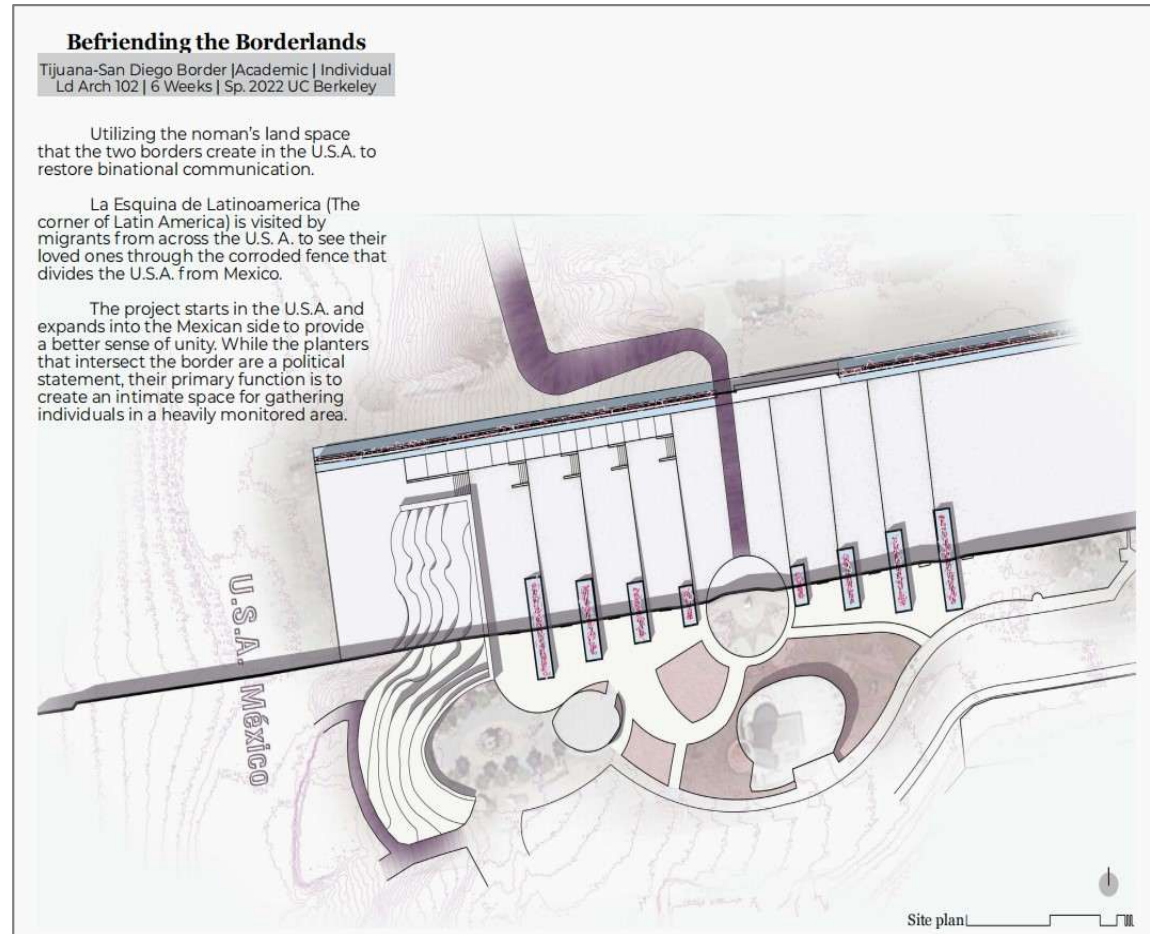 Befriending the Borderlands
Tijuana-San Diego Border |Academic | Individual
Ld Arch 102 | 6 Weeks | Sp. 2022 UC Berkeley
Utilizing the noman's land space
that the two borders create in the U.S.A. to
restore binational communication.
La Esquina de Latinoamerica (The
corner of Latin America) is visited by
migrants from across the U.S. A. to see their
loved ones through the corroded fence that
divides the U.S.A. from Mexico.
The project starts in the U.S.A. and
expands into the Mexican side to provide
a better sense of unity. While the planters
that intersect the border are a political
statement, their primary function is to
create an intimate space for gathering
individuals in a heavily monitored area.
U.S.A.
México
Site plan